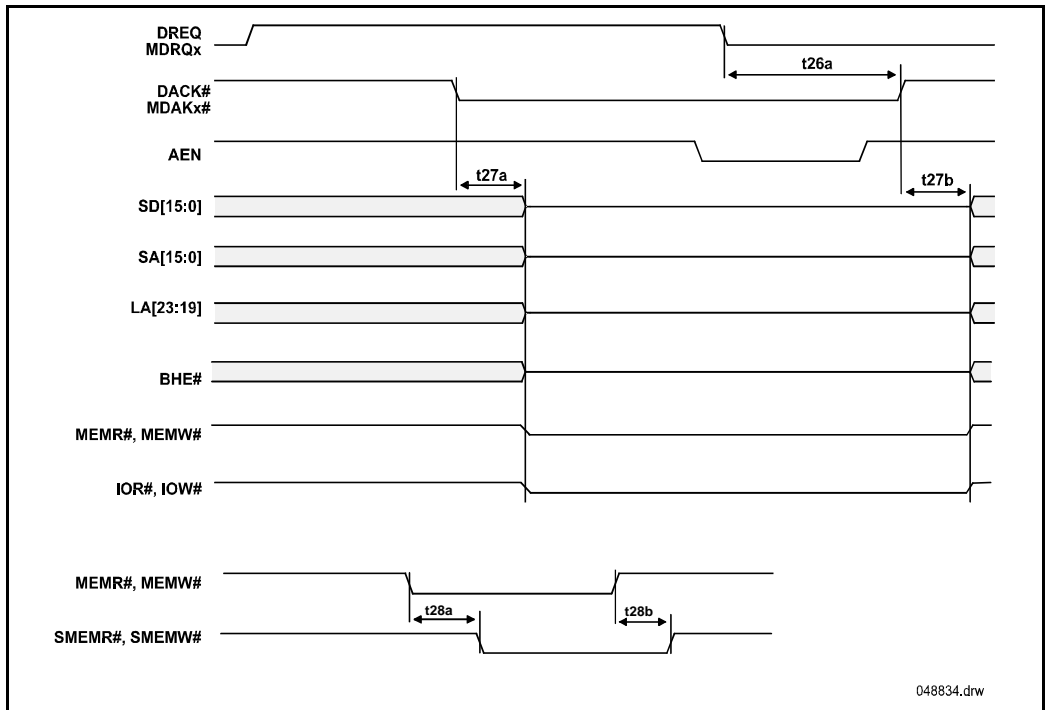 DREQ
MDRQx
t26a
DACK#
MDAKx#
AEN
t27a
t27b
SD[15:0]
SA[15:0]
LA[23:19]
BHE#
MEMR#, MEMW#
IOR#, IOW#
MEMR#, MEMW#
t28a
t28b
SMEMR#, SMEMW#
048834.drw